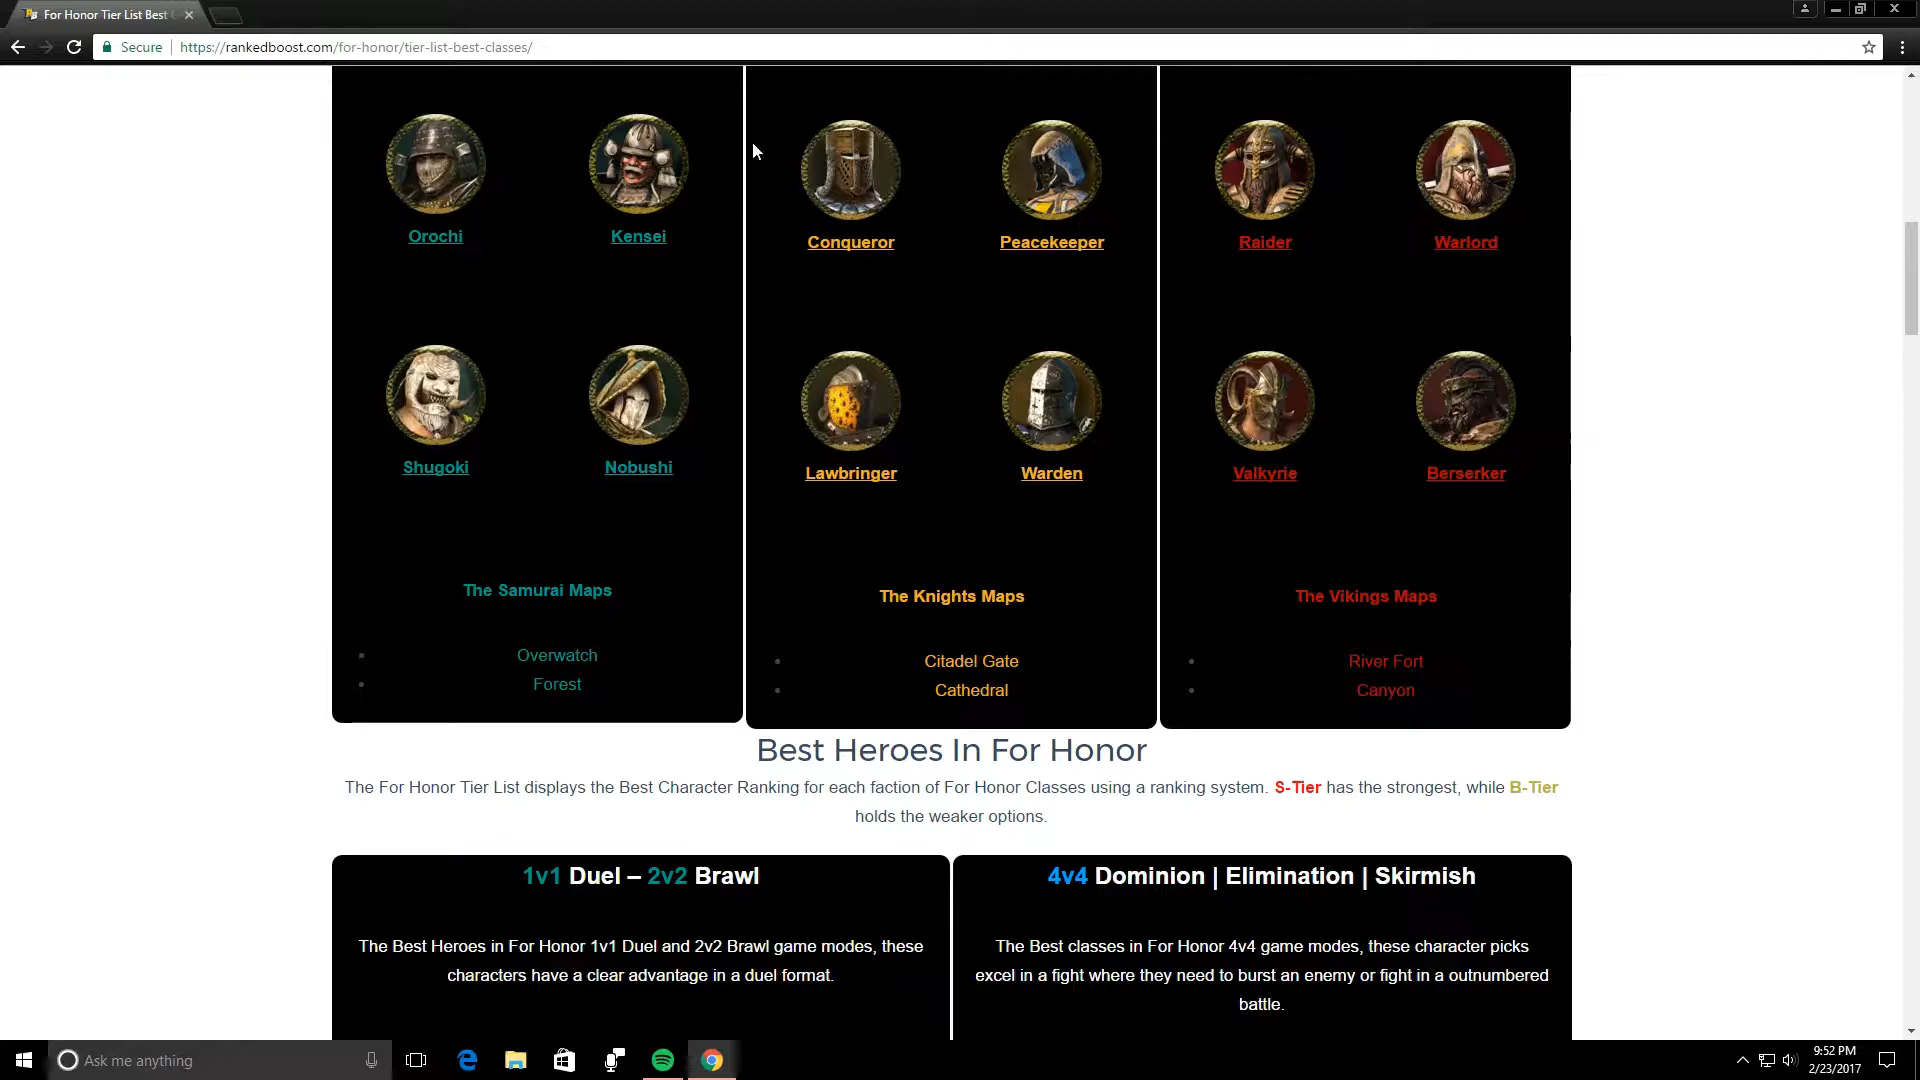 For Honor Tier List Best
Secure
https://rankedboost.com/for-honor/tier-list-best-classes/
Orochi
Kensei
Conqueror
Peacekeeper
Raider
Warlord
Shugoki
Nobushi
Lawbringer
Warden
Valkyrie
Berserker
The Samurai Maps
Overwatch
Forest
The Knights Maps
Citadel Gate
Cathedral
The Vikings Maps
River Fort
Canyon
Best Heroes In For Honor
The For Honor Tier List displays the Best Character Ranking for each faction of For Honor Classes using a ranking system. S-Tier has the strongest, while B-Tier
holds the weaker options.
1v1 Duel – 2v2 Brawl
The Best Heroes in For Honor 1v1 Duel and 2v2 Brawl game modes, these
characters have a clear advantage in a duel format.
4v4 Dominion | Elimination | Skirmish
The Best classes in For Honor 4v4 game modes, these character picks
excel in a fight where they need to burst an enemy or fight in a outnumbered
battle.
Ask me anything
9:52 PM
2/23/2017